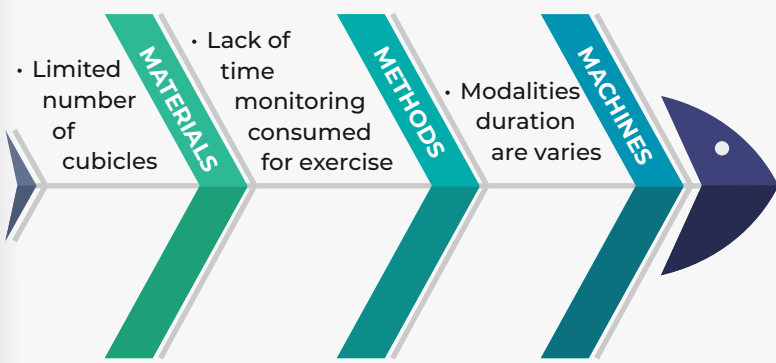 • Limited
number
of
cubicles
MATERIALS
• Lack of
time
monitoring
consumed
for exercise
METHODS
• Modalities
duration
are varies
MACHINES